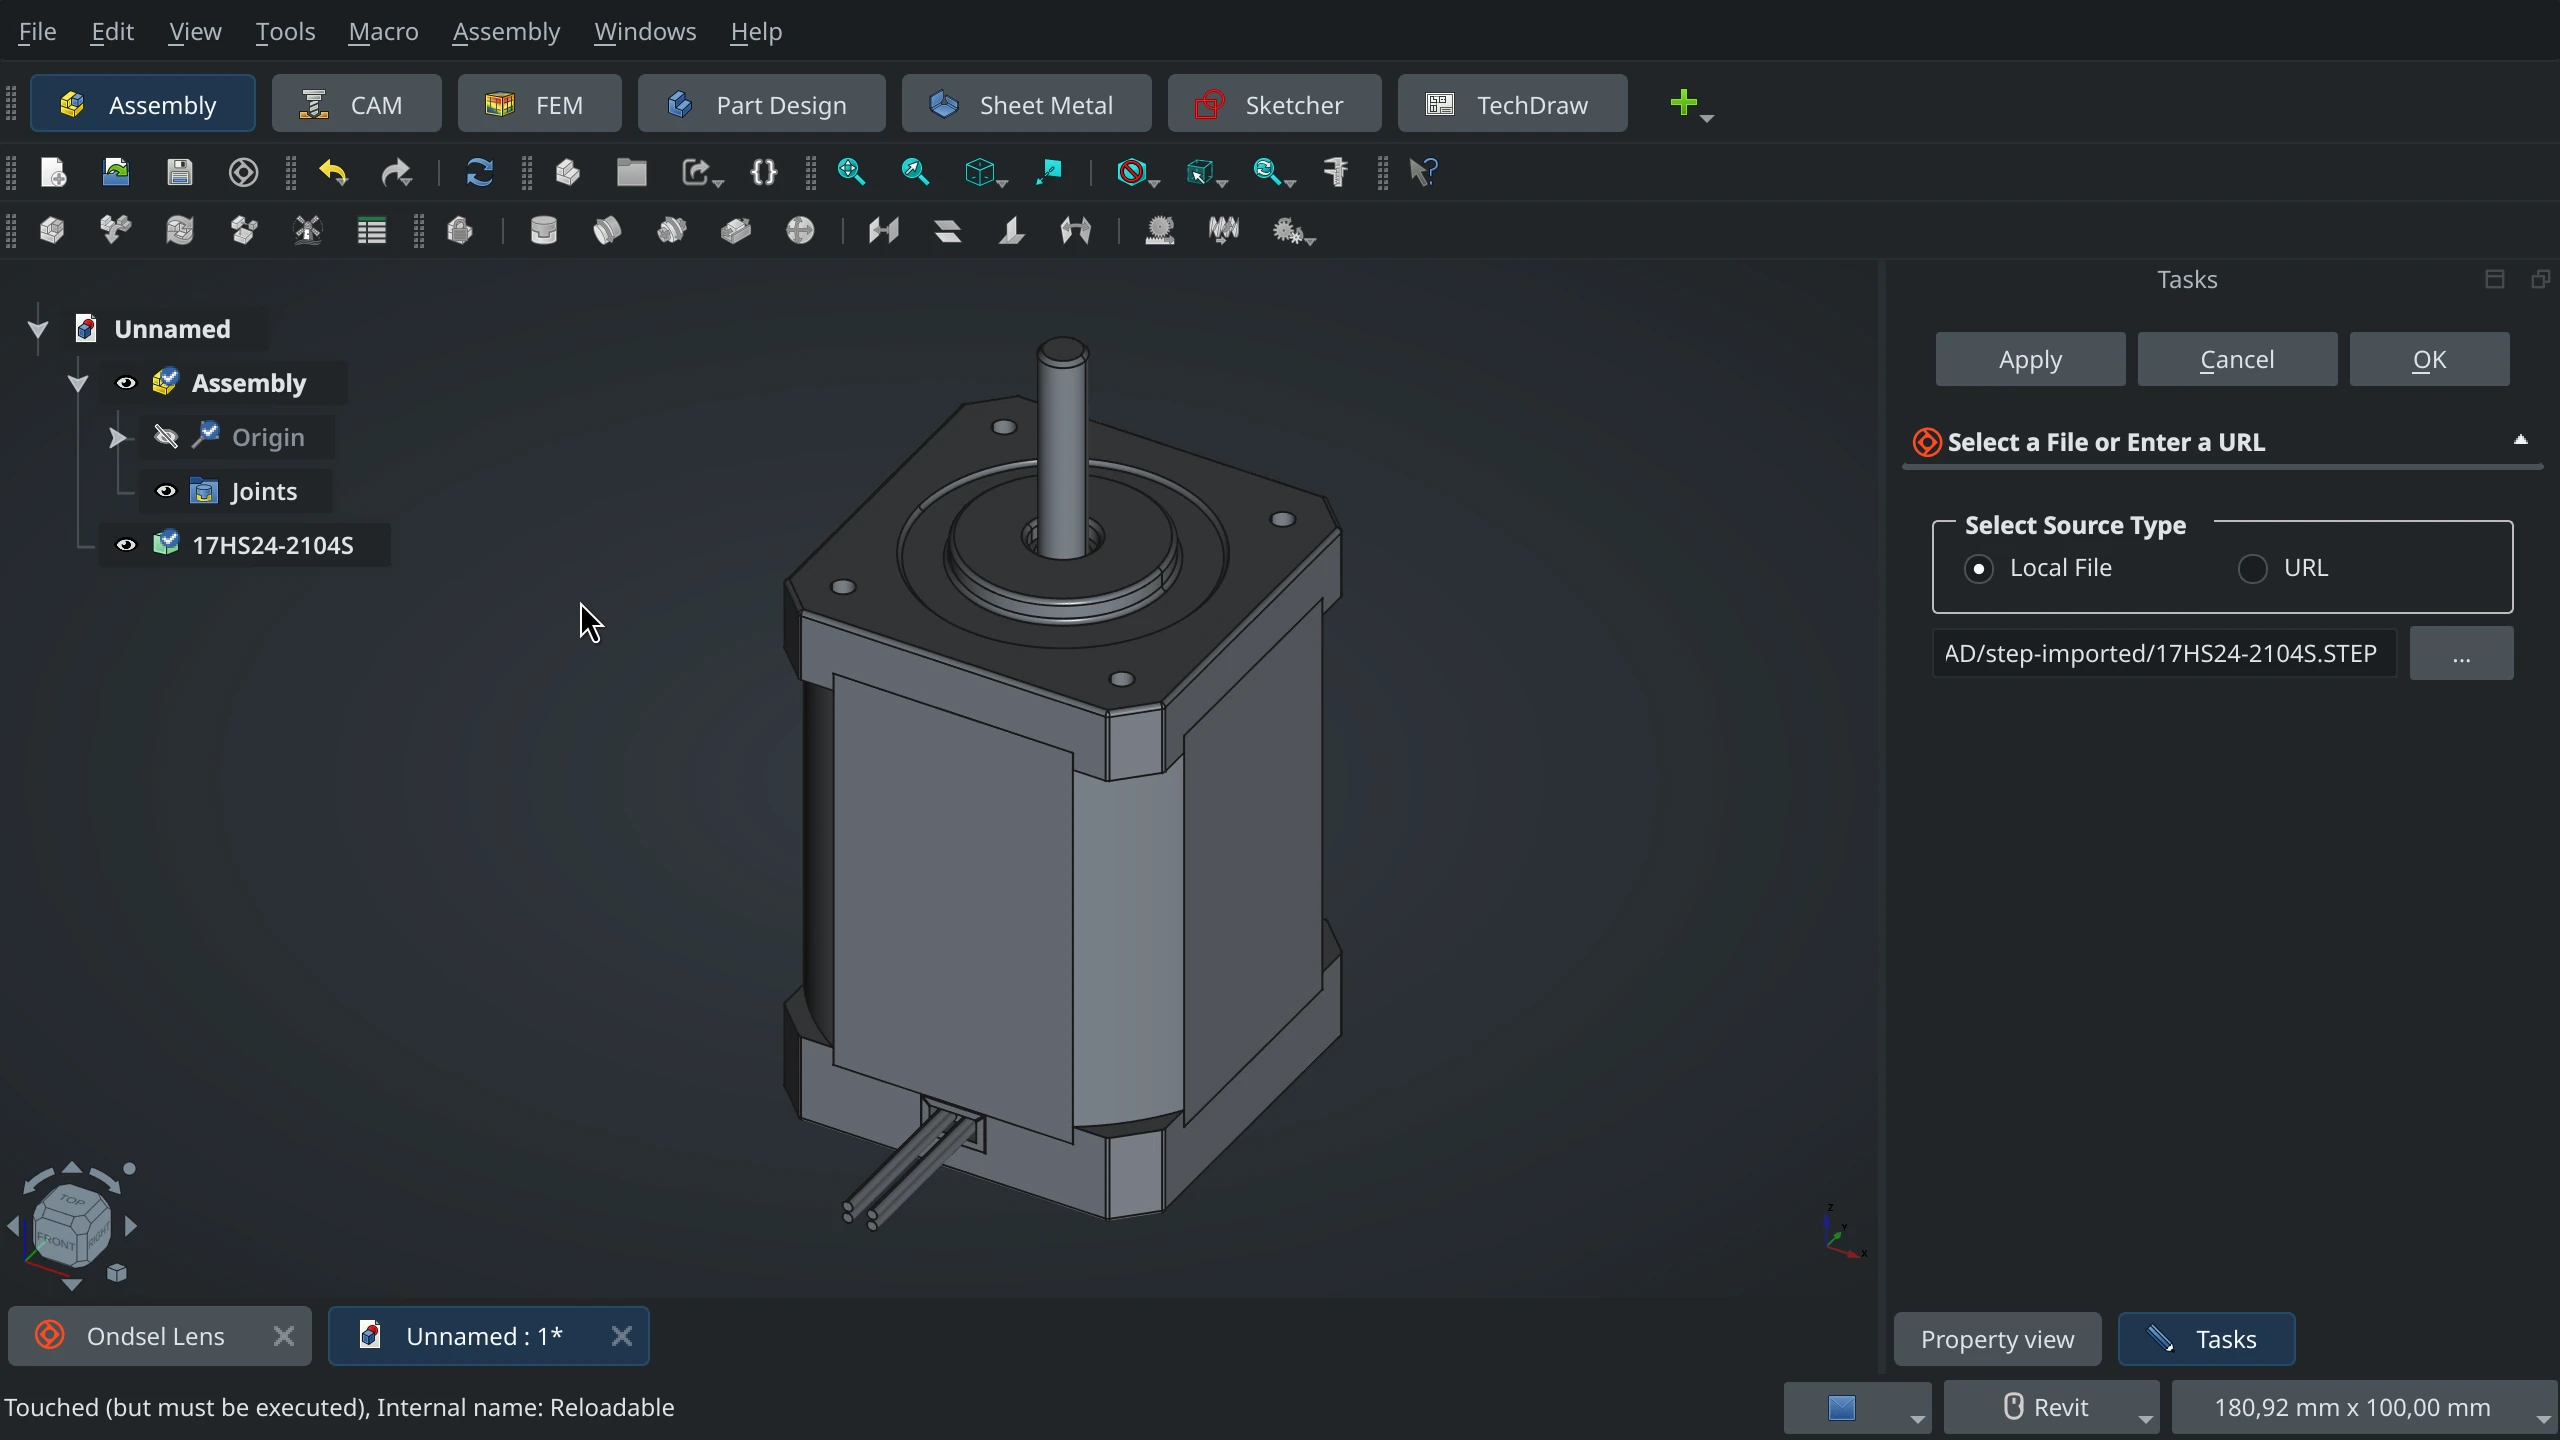 File Edit View Tools Macro Assembly Windows Help
Assembly CAM FEM Part Design Sheet Metal Sketcher TechDraw
Tasks
Unnamed
Assembly
Origin
Joints
17HS24-2104S
Apply Cancel OK
Select a File or Enter a URL
Select Source Type
Local File URL
AD/step-imported/17HS24-2104S.STEP ...
TOP
FRONT RIGHT
Z
Y
X
Ondsel Lens Unnamed : 1* Property view Tasks
Touched (but must be executed), Internal name: Reloadable Revit 180,92 mm x 100,00 mm